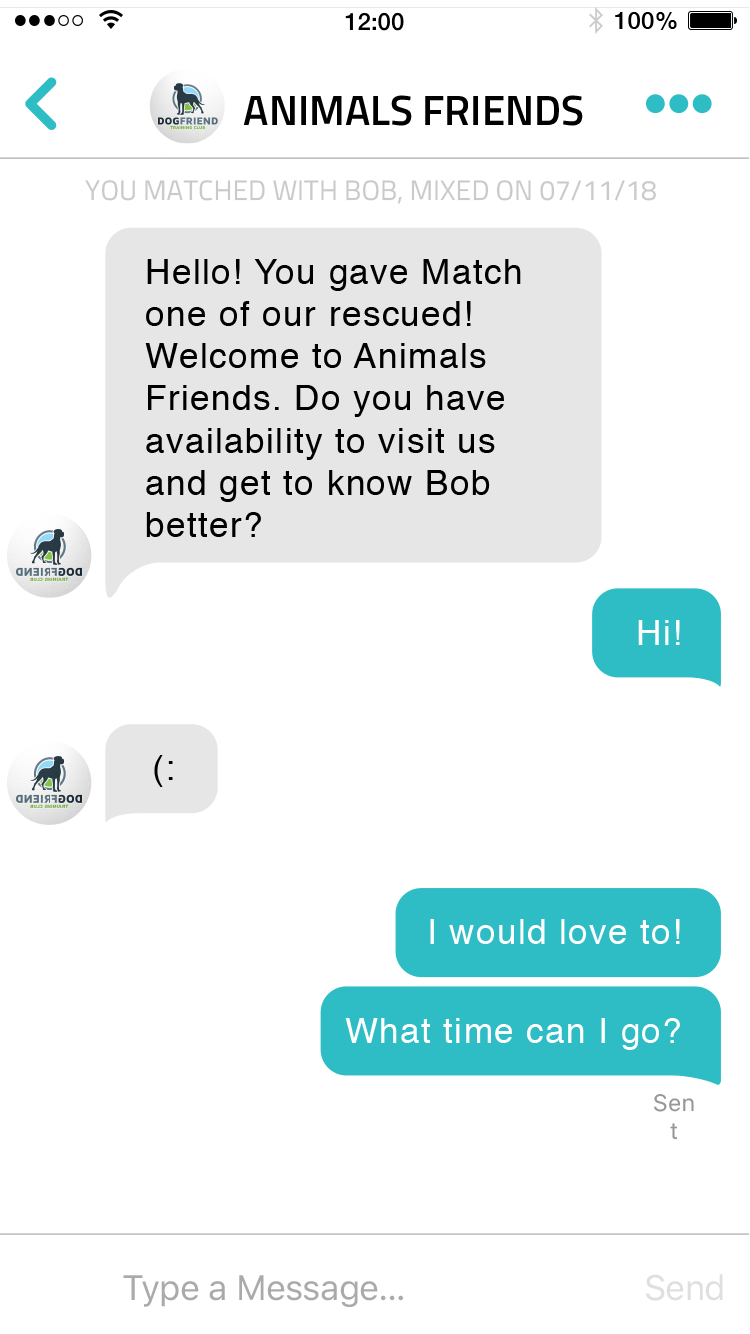 12:00
100%
DOGFRIEND
TRAINING CLUB
ANIMALS FRIENDS
YOU MATCHED WITH BOB, MIXED ON 07/11/18
Hello! You gave Match
one of our rescued!
Welcome to Animals
Friends. Do you have
availability to visit us
and get to know Bob
better?
DOGFRIEND
TRAINING CLUB
Hi!
(:
DOGFRIEND
TRAINING CLUB
I would love to!
What time can I go?
Sen
t
Type a Message...
Send